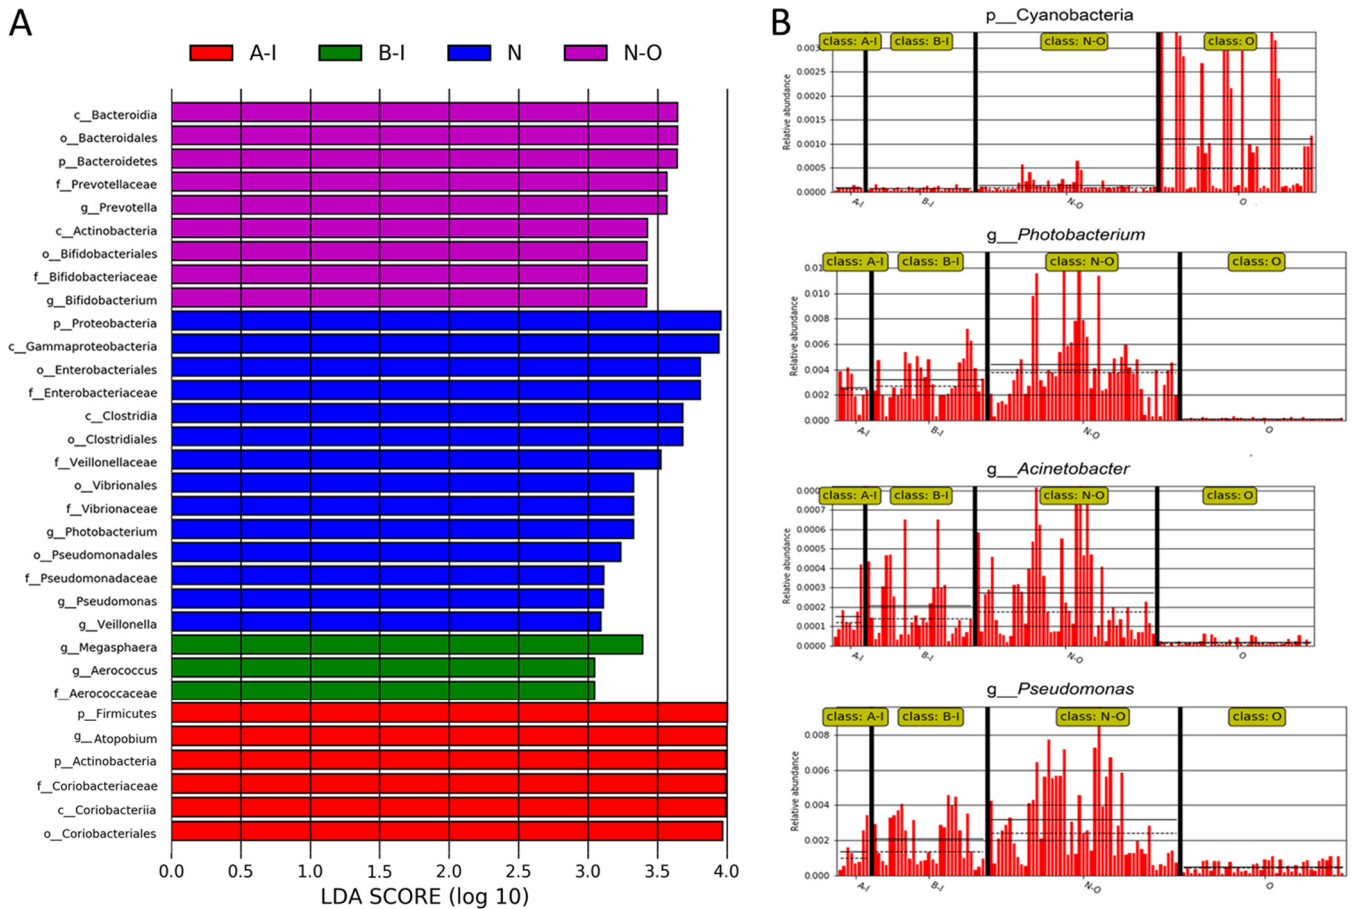 A
A-I B-I N N-O
c__Bacteroidia
o__Bacteroidales
p__Bacteroidetes
f__Prevotellaceae
g__Prevotella
c__Actinobacteria
o__Bifidobacteriales
f__Bifidobacteriaceae
g__Bifidobacterium
p__Proteobacteria
c__Gammaproteobacteria
o__Enterobacteriales
f__Enterobacteriaceae
c__Clostridia
o__Clostridiales
f__Veillonellaceae
o__Vibrionales
f__Vibrionaceae
g__Photobacterium
o__Pseudomonadales
f__Pseudomonadaceae
g__Pseudomonas
g__Veillonella
g__Megasphaera
g__Aerococcus
f__Aerococcaceae
p__Firmicutes
g__Atopobium
p__Actinobacteria
f__Coriobacteriaceae
c__Coriobacteriia
o__Coriobacteriales
0.0 0.5 1.0 1.5 2.0 2.5 3.0 3.5 4.0
LDA SCORE (log 10)
B
p__Cyanobacteria
class: A-I class: B-I class: N-O class: O
Relative abundance
0.003
0.0025
0.0020
0.0015
0.0010
0.0005
0.0000
A-I B-I N-O O
g__Photobacterium
class: A-I class: B-I class: N-O class: O
Relative abundance
0.01
0.010
0.008
0.006
0.004
0.002
0.000
A-I B-I N-O O
g__Acinetobacter
class: A-I class: B-I class: N-O class: O
Relative abundance
0.000
0.0007
0.0006
0.0005
0.0004
0.0003
0.0002
0.0001
0.0000
A-I B-I N-O O
g__Pseudomonas
class: A-I class: B-I class: N-O class: O
Relative abundance
0.008
0.006
0.004
0.002
0.000
A-I B-I N-O O